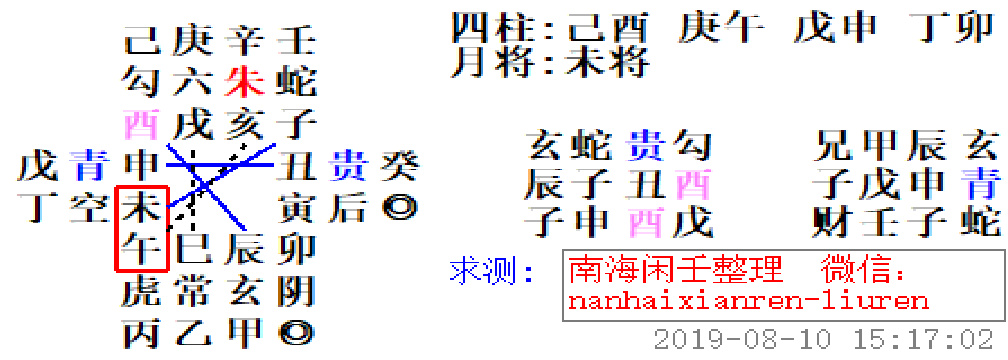 己庚辛壬
勾六朱蛇
酉戌亥子
戊青申 丑贵癸
丁空未 寅后◎
午巳辰卯
虎常玄阴
丙乙甲◎
四柱:己酉 庚午 戊申 丁卯
月将:未将
玄蛇贵勾 兄甲辰玄
辰子丑酉 子戊申青
子申酉戊 财壬子蛇
求测: 南海闲壬整理 微信:
nanhaixianren-liuren
2019-08-10 15:17:02